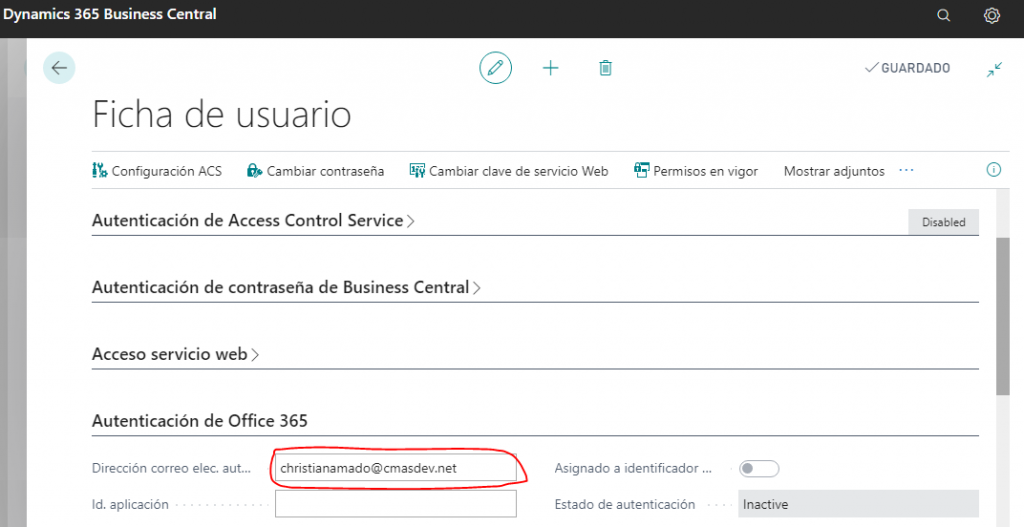 Dynamics 365 Business Central
GUARDADO
Ficha de usuario
Configuración ACS Cambiar contraseña Cambiar clave de servicio Web Permisos en vigor Mostrar adjuntos ...
Autenticación de Access Control Service
Disabled
Autenticación de contraseña de Business Central
Acceso servicio web
Autenticación de Office 365
Dirección correo elec. aut... christianamado@cmasdev.net Asignado a identificador ...
Id. aplicación Estado de autenticación Inactive